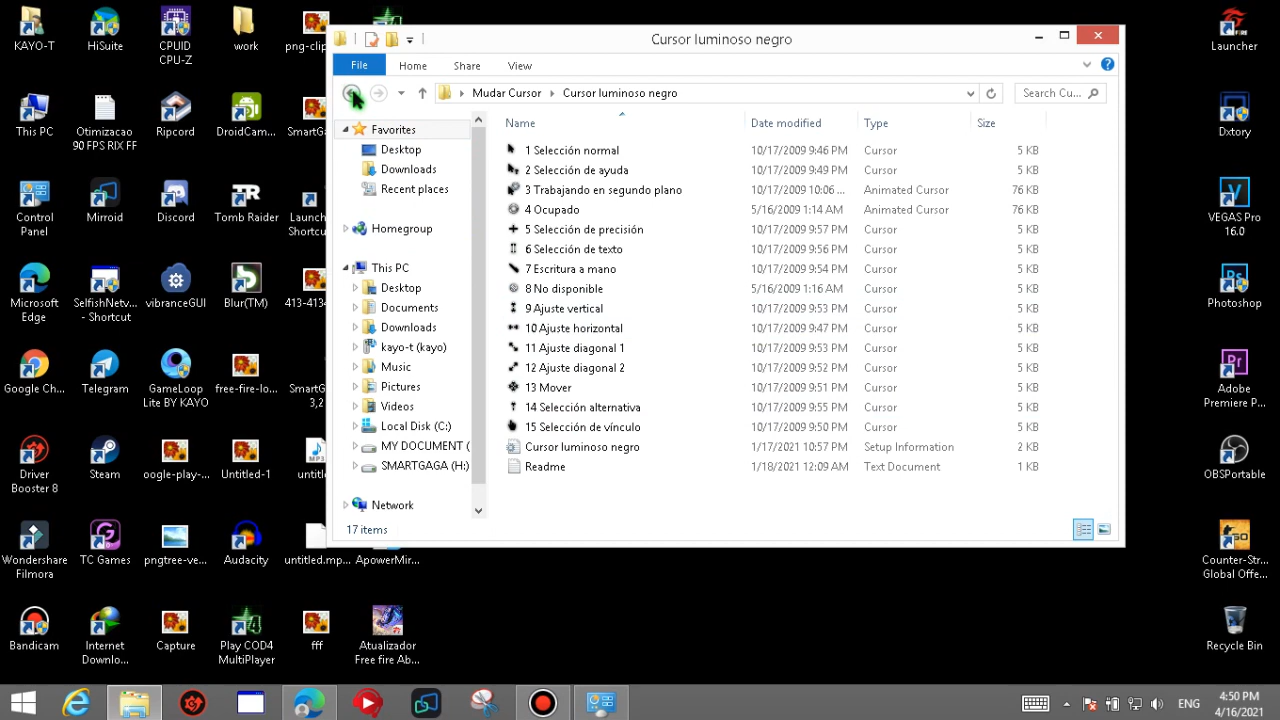 KAYO-T
HiSuite
CPUID
CPU-Z
work
png-clip...
This PC
Otimizacao
90 FPS RIX FF
Ripcord
DroidCam...
SmartGa...
Control
Panel
Mirroid
Discord
Tomb Raider
Launch...
Shortcu...
Microsoft
Edge
SelfishNetv...
- Shortcut
vibranceGUI
Blur(TM)
413-4134...
Google Ch...
Telegram
GameLoop
Lite BY KAYO
free-fire-lo...
SmartG...
3,2
Driver
Booster 8
Steam
oogle-play-...
Untitled-1
Wondershare
Filmora
TC Games
pngtree-ve...
Audacity
untitled.mp...
ApowerMir...
Bandicam
Internet
Downlo...
Capture
Play COD4
MultiPlayer
fff
Atualizador
Free fire Ab...
Cursor luminoso negro
File
Home
Share
View
Mudar Cursor
Cursor luminoso negro
Search Cu...
Favorites
Desktop
Downloads
Recent places
Homegroup
This PC
Desktop
Documents
Downloads
kayo-t (kayo)
Music
Pictures
Videos
Local Disk (C:)
MY DOCUMENT (
SMARTGAGA (H:)
Network
Name Date modified Type Size
1 Selección normal 10/17/2009 9:46 PM Cursor 5 KB
2 Selección de ayuda 10/17/2009 9:49 PM Cursor 5 KB
3 Trabajando en segundo plano 10/17/2009 10:06 ... Animated Cursor 76 KB
4 Ocupado 5/16/2009 1:14 AM Animated Cursor 76 KB
5 Selección de precisión 10/17/2009 9:57 PM Cursor 5 KB
6 Selección de texto 10/17/2009 9:56 PM Cursor 5 KB
7 Escritura a mano 10/17/2009 9:54 PM Cursor 5 KB
8 No disponible 5/16/2009 1:16 AM Cursor 5 KB
9 Ajuste vertical 10/17/2009 9:53 PM Cursor 5 KB
10 Ajuste horizontal 10/17/2009 9:47 PM Cursor 5 KB
11 Ajuste diagonal 1 10/17/2009 9:53 PM Cursor 5 KB
12 Ajuste diagonal 2 10/17/2009 9:52 PM Cursor 5 KB
13 Mover 10/17/2009 9:51 PM Cursor 5 KB
14 Selección alternativa 10/17/2009 9:55 PM Cursor 5 KB
15 Selección de vínculo 10/17/2009 9:50 PM Cursor 5 KB
Cursor luminoso negro 1/17/2021 10:57 PM Setup Information 2 KB
Readme 1/18/2021 12:09 AM Text Document 1 KB
17 items
Launcher
Dxtory
VEGAS Pro
16.0
Photoshop
Adobe
Premiere P...
OBSPortable
Counter-Str...
Global Offe...
Recycle Bin
ENG
4:50 PM
4/16/2021